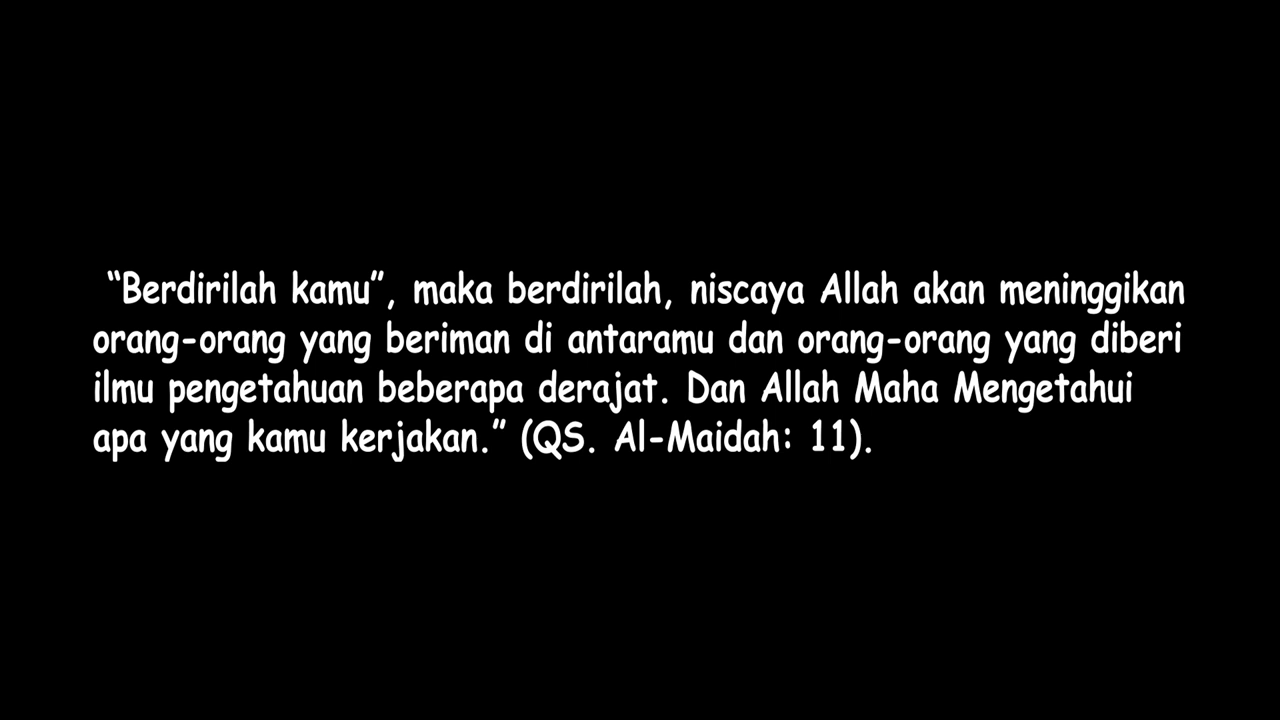 “Berdirilah kamu”, maka berdirilah, niscaya Allah akan meninggikan
orang-orang yang beriman di antaramu dan orang-orang yang diberi
ilmu pengetahuan beberapa derajat. Dan Allah Maha Mengetahui
apa yang kamu kerjakan.” (QS. Al-Maidah: 11).